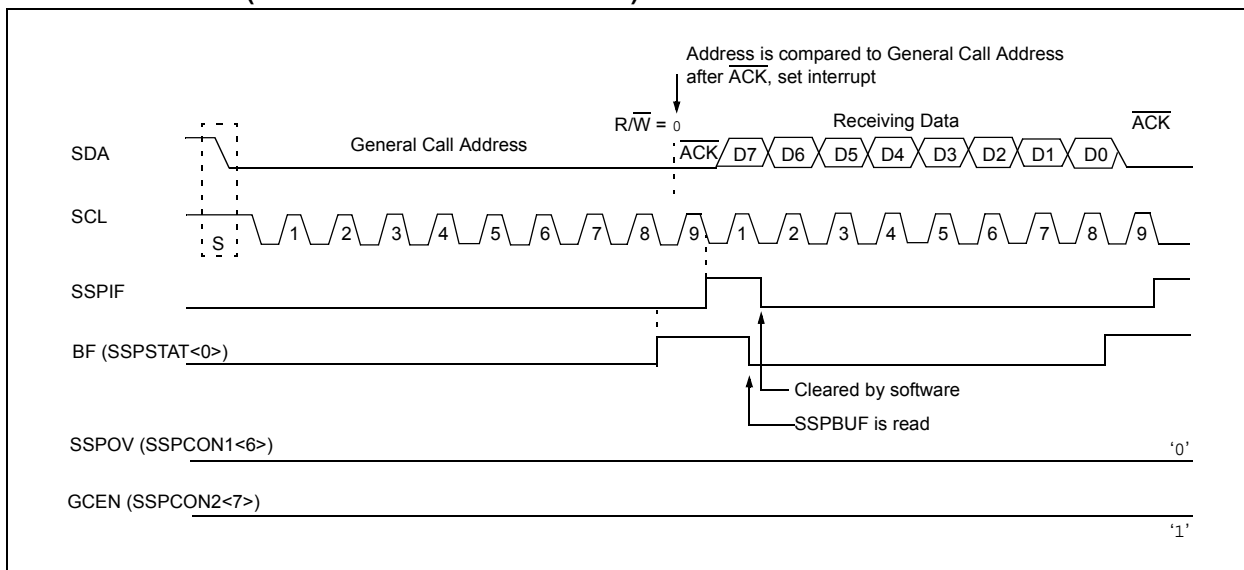 Address is compared to General Call Address
after ACK, set interrupt
R/W = 0
Receiving Data
ACK
SDA
General Call Address
ACK
D7
D6
D5
D4
D3
D2
D1
D0
SCL
S
1
2
3
4
5
6
7
8
9
1
2
3
4
5
6
7
8
9
SSPIF
BF (SSPSTAT<0>)
Cleared by software
SSPBUF is read
SSPOV (SSPCON1<6>)
‘0’
GCEN (SSPCON2<7>)
‘1’